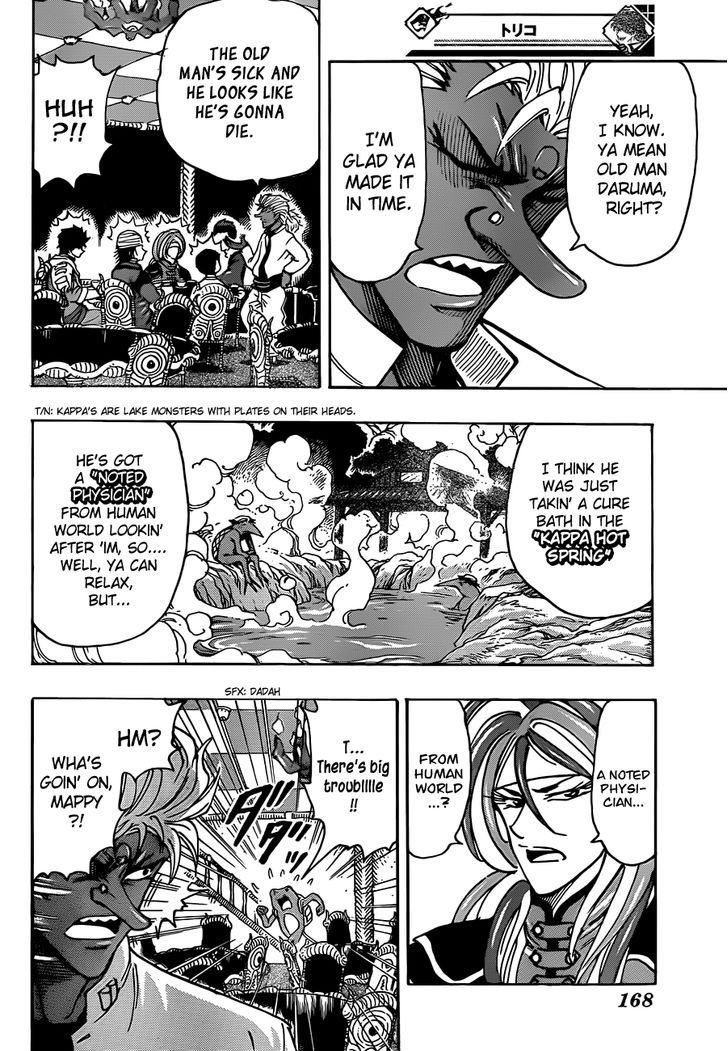 トリコ
YEAH,
I KNOW.
YA MEAN
OLD MAN
DARUMA,
RIGHT?
I'M
GLAD YA
MADE IT
IN TIME.
THE OLD
MAN'S SICK AND
HE LOOKS LIKE
HE'S GONNA
DIE.
HUH
?!!
T/N: KAPPA'S ARE LAKE MONSTERS WITH PLATES ON THEIR HEADS.
I THINK HE
WAS JUST
TAKIN' A CURE
BATH IN THE
"KAPPA HOT
SPRING"
HE'S GOT
A "NOTED
PHYSICIAN"
FROM HUMAN
WORLD LOOKIN'
AFTER 'IM, SO....
WELL, YA CAN
RELAX,
BUT...
A NOTED
PHYSI-
CIAN...
FROM
HUMAN
WORLD
...?
SFX: DADAH
T...
There's big
troublllle
!!
ダダッ
HM?
WHA'S
GOIN' ON,
MAPPY
?!
168